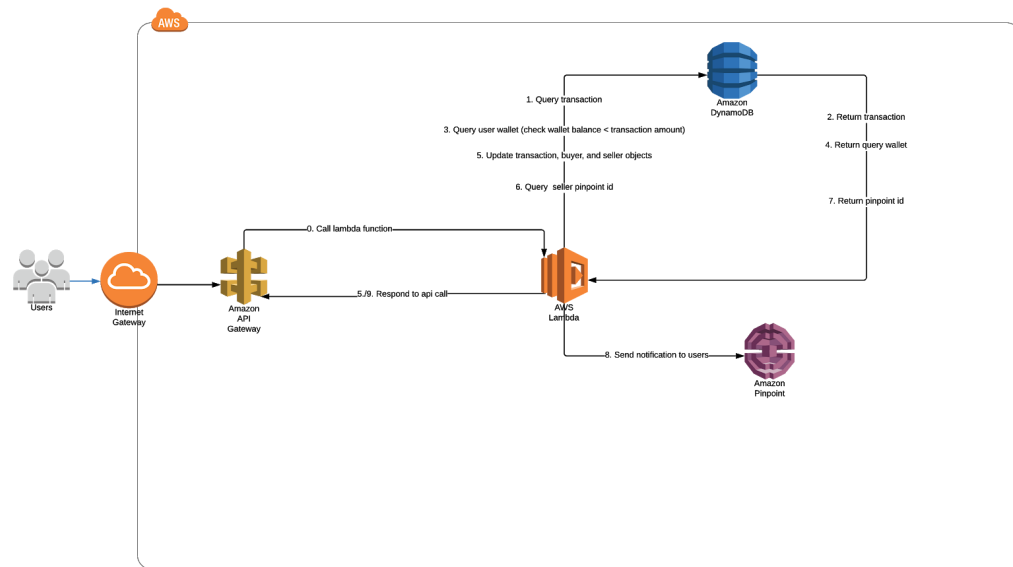 AWS
Amazon
DynamoDB
1. Query transaction
2. Return transaction
3. Query user wallet (check wallet balance < transaction amount)
4. Return query wallet
5. Update transaction, buyer, and seller objects
6. Query  seller pinpoint id
7. Return pinpoint id
0. Call lambda function
5./9. Respond to api call
Users
Internet
Gateway
Amazon
API
Gateway
AWS
Lambda
8. Send notification to users
Amazon
Pinpoint